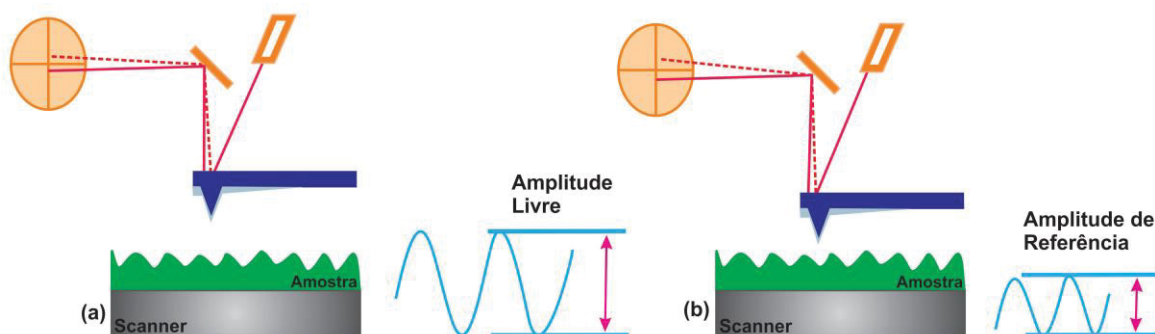 Amplitude
Livre
Amostra
(a)
Scanner
Amplitude de
Referência
Amostra
(b)
Scanner